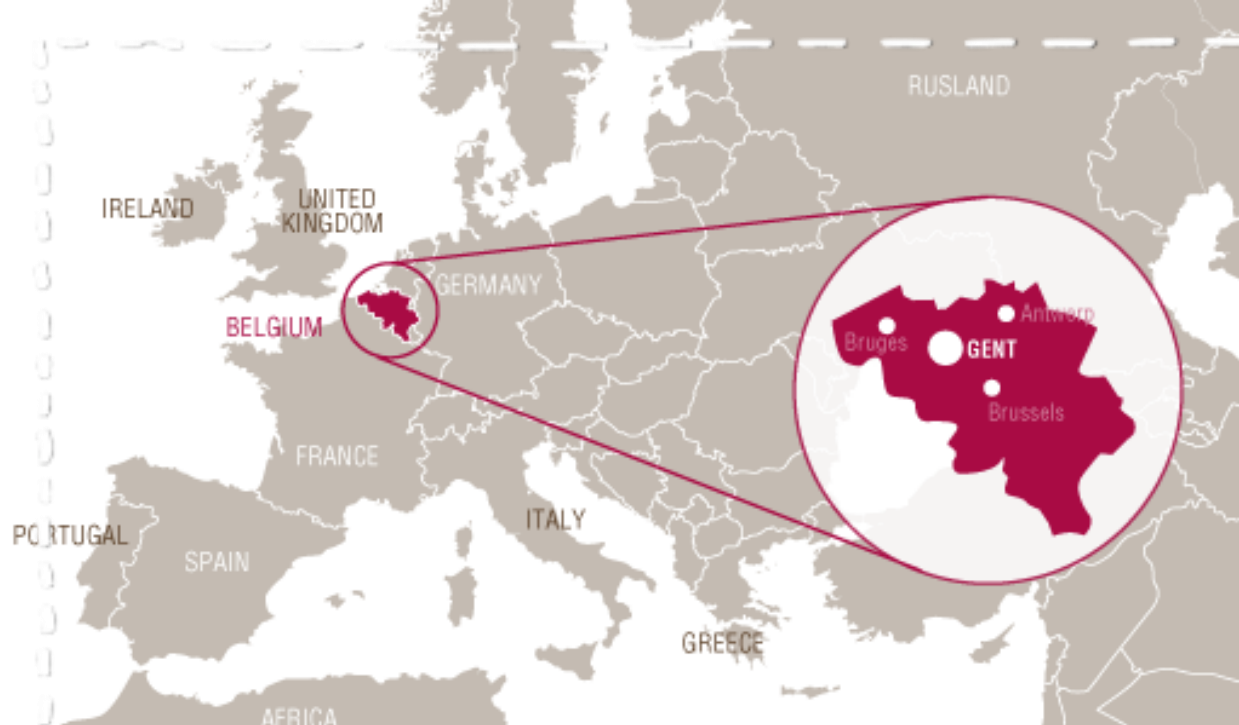 RUSLAND
IRELAND
UNITED
KINGDOM
GERMANY
BELGIUM
Antwerp
Bruges
GENT
Brussels
FRANCE
ITALY
PORTUGAL
SPAIN
GREECE
AFRICA